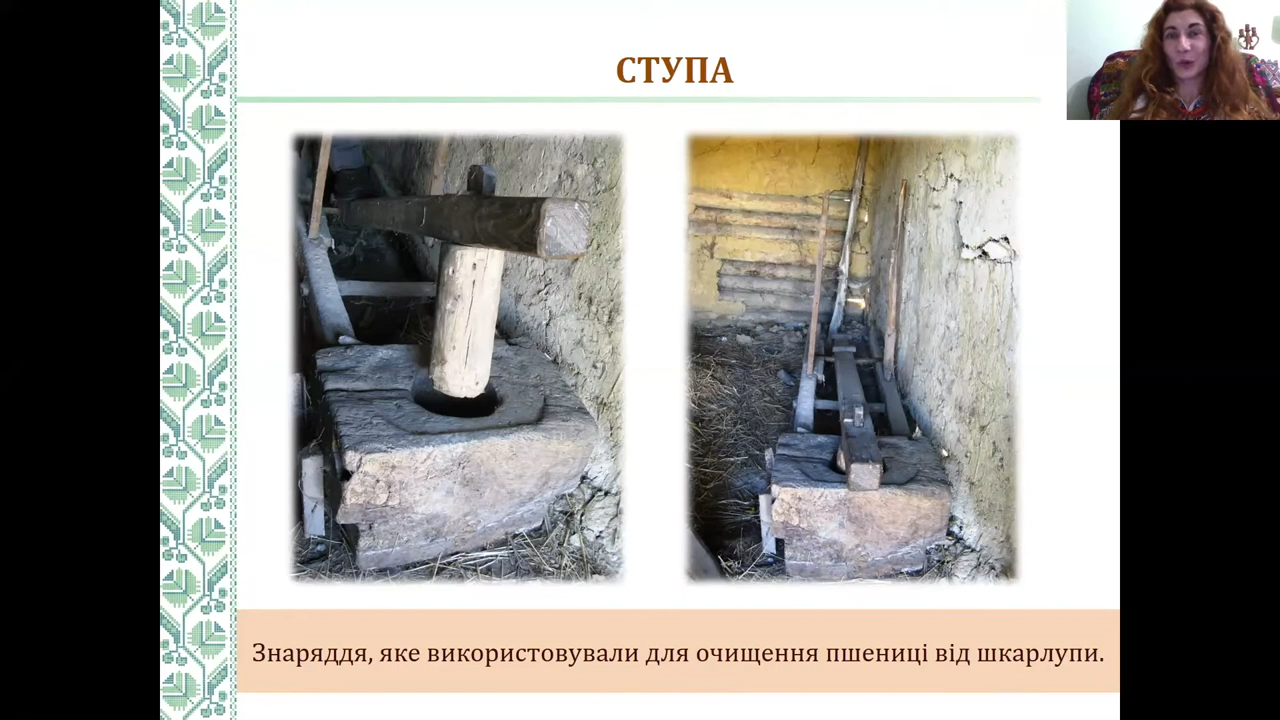 СТУПА
Знаряддя, яке використовували для очищення пшениці від шкарлупи.